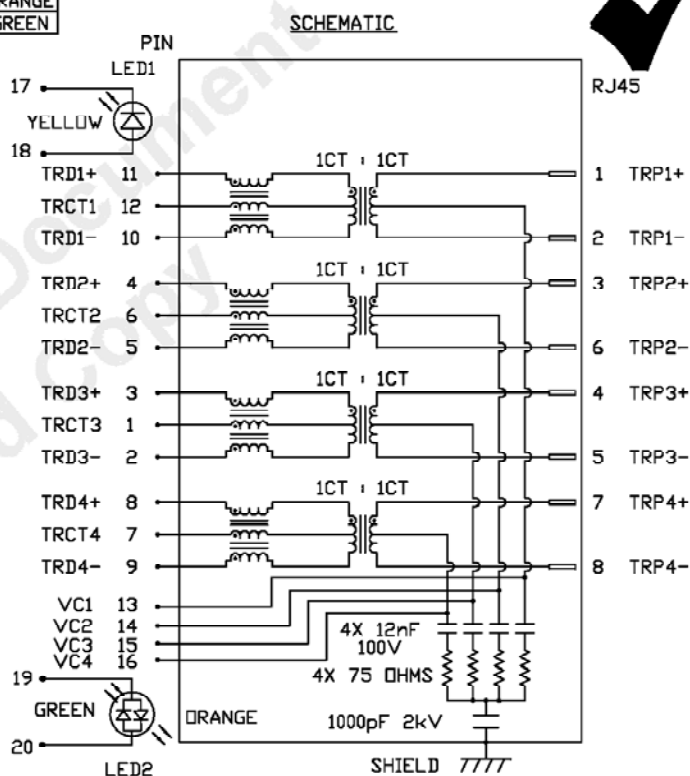 ORANGE
GREEN
SCHEMATIC
PIN
LED1
RJ45
17
YELLOW
18
1CT : 1CT
TRD1+ 11
1 TRP1+
TRCT1 12
TRD1- 10
2 TRP1-
1CT : 1CT
TRD2+ 4
3 TRP2+
TRCT2 6
TRD2- 5
6 TRP2-
1CT : 1CT
TRD3+ 3
4 TRP3+
TRCT3 1
TRD3- 2
5 TRP3-
1CT : 1CT
TRD4+ 8
7 TRP4+
TRCT4 7
TRD4- 9
8 TRP4-
VC1 13
VC2 14
VC3 15
VC4 16
4X 12nF
100V
4X 75 OHMS
19
GREEN
ORANGE
1000pF 2kV
20
LED2
SHIELD
Document
d Copy